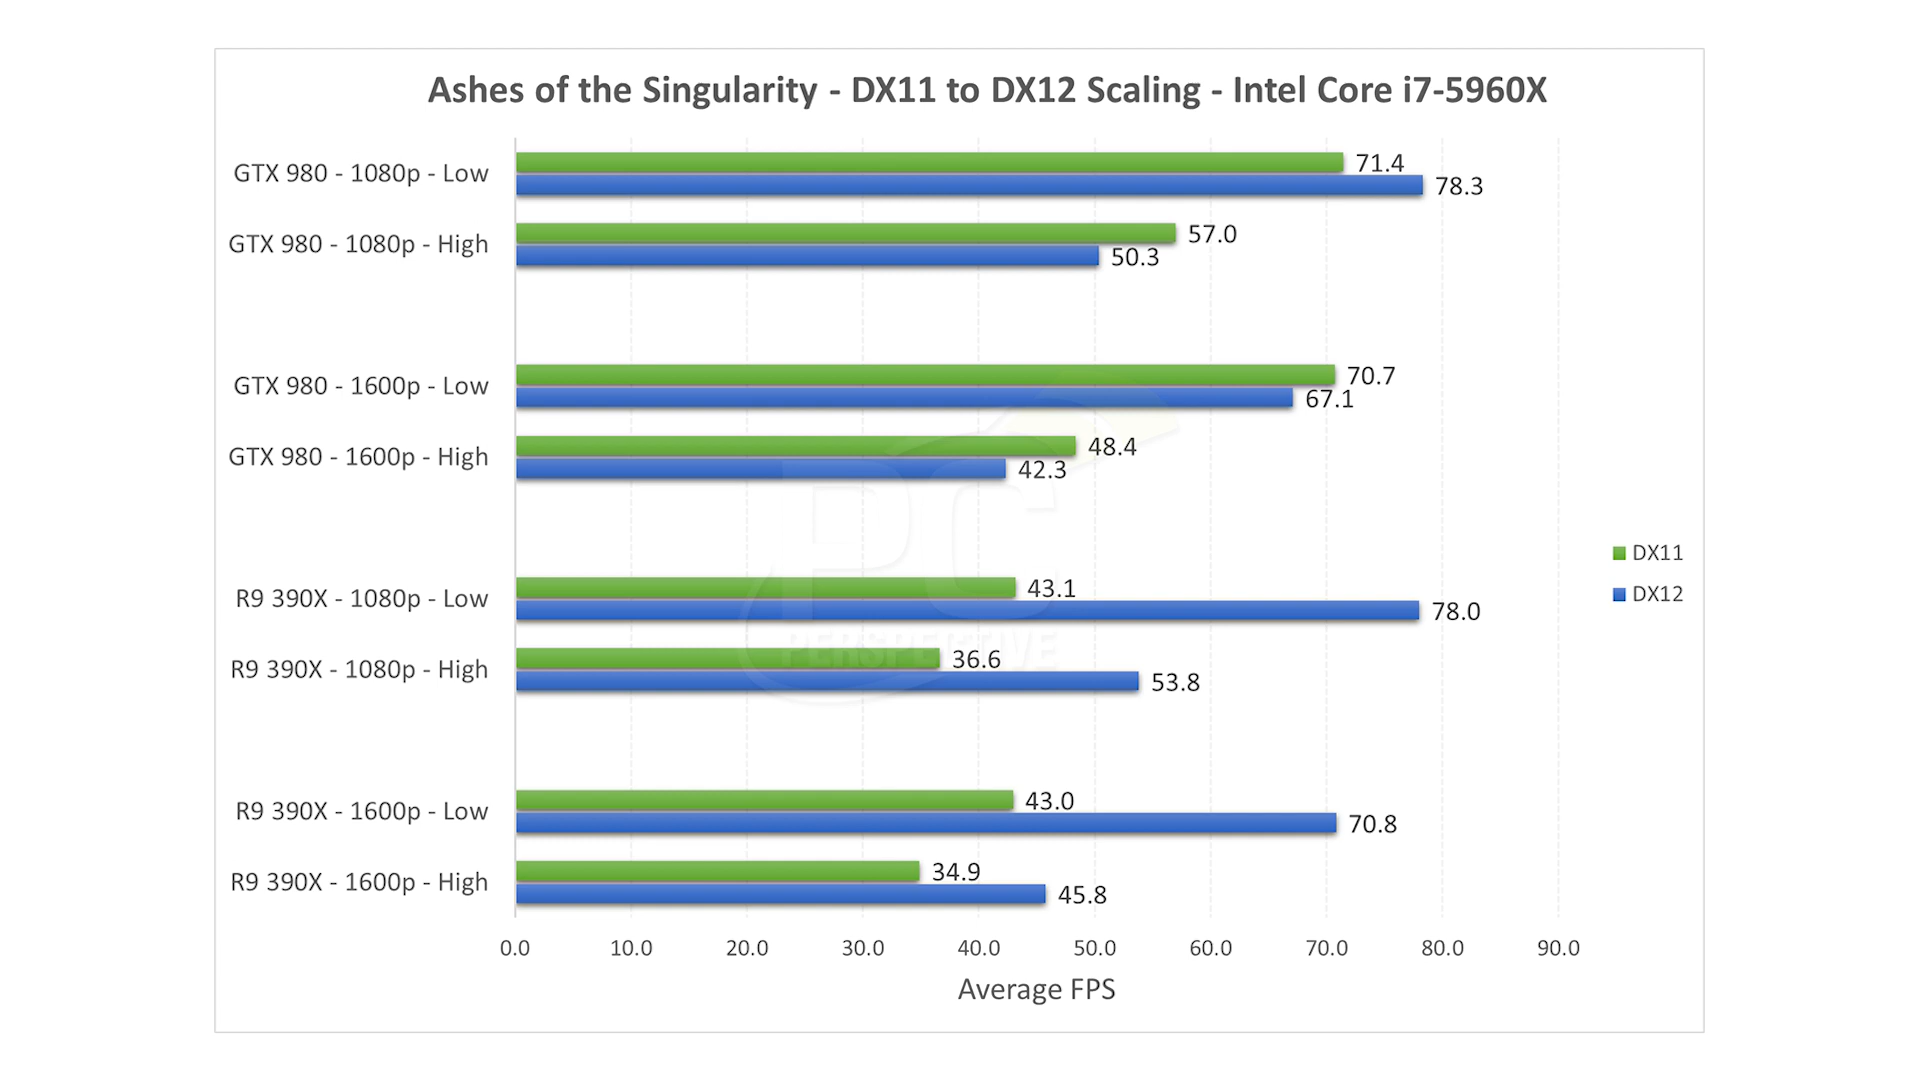 Ashes of the Singularity - DX11 to DX12 Scaling - Intel Core i7-5960X
GTX 980 - 1080p - Low
71.4
78.3
GTX 980 - 1080p - High
57.0
50.3
GTX 980 - 1600p - Low
70.7
67.1
GTX 980 - 1600p - High
48.4
42.3
R9 390X - 1080p - Low
43.1
78.0
R9 390X - 1080p - High
36.6
53.8
R9 390X - 1600p - Low
43.0
70.8
R9 390X - 1600p - High
34.9
45.8
PC
PERSPECTIVE
DX11
DX12
0.0 10.0 20.0 30.0 40.0 50.0 60.0 70.0 80.0 90.0
Average FPS